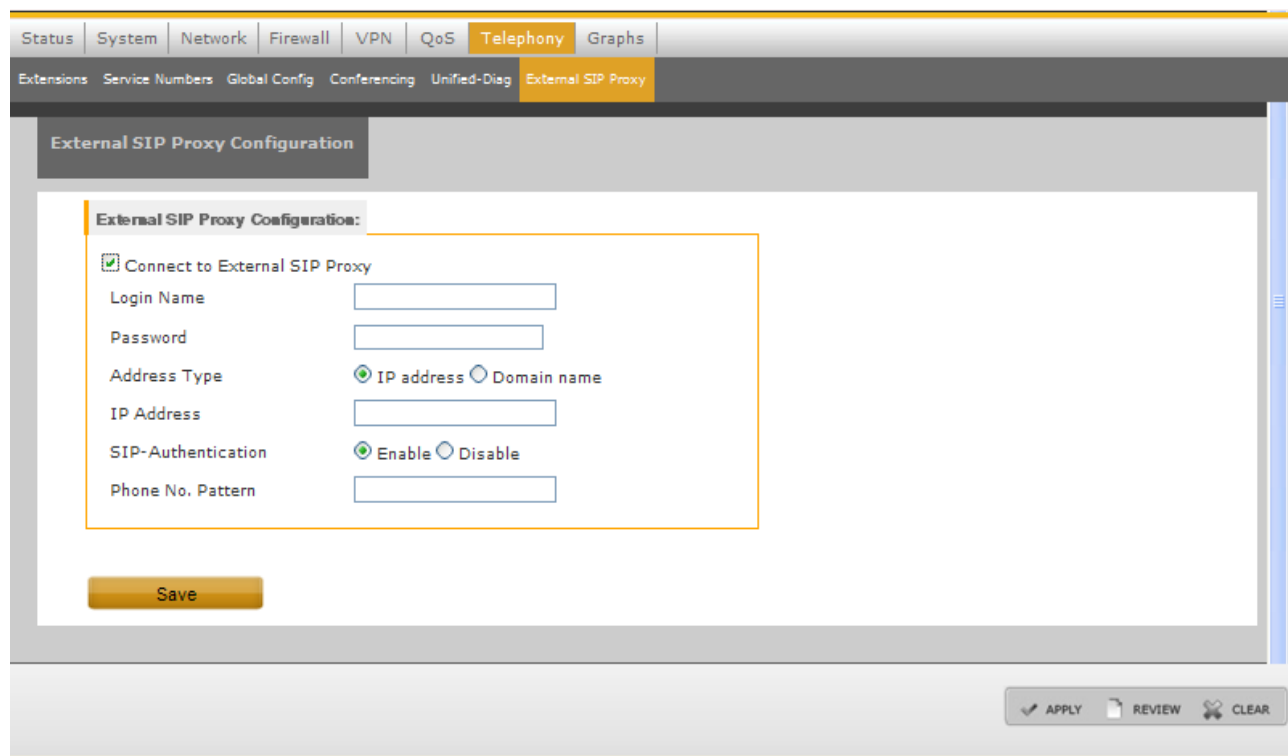 Status System Network Firewall VPN QoS Telephony Graphs
Extensions Service Numbers Global Config Conferencing Unified-Diag External SIP Proxy
External SIP Proxy Configuration
External SIP Proxy Configuration:
Connect to External SIP Proxy
Login Name
Password
Address Type IP address Domain name
IP Address
SIP-Authentication Enable Disable
Phone No. Pattern
Save
APPLY REVIEW CLEAR